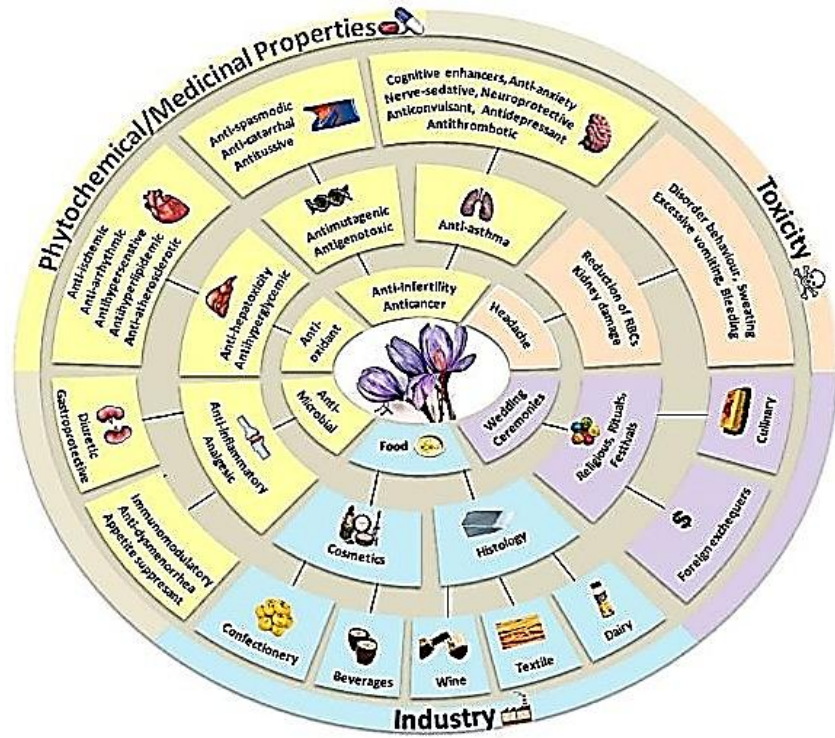 Phytochemical/Medicinal Properties
Toxicity
Industry
Cognitive enhancers, Anti-anxiety
Nerve-sedative, Neuroprotective
Anticonvulsant, Antidepressant
Antithrombotic
Anti-spasmodic
Anti-catarrhal
Antitussive
Anti-ischemic
Anti-arrhythmic
Antihypersenative
Antihyperlipidemic
Anti-atherosclerotic
Gastroprotective
Diuretic
Immunomodulatory
Anti-dysmenorrhea
Appetite suppresant
Antimutagenic
Antigenotoxic
Anti-asthma
Anti-hepatoxicity
Antihyperglycemic
Anti-inflammatory
Analgesic
Anti-infertility
Anticancer
Anti-
oxidant
Anti-
Microbial
Headache
Reduction of RBCs
Kidney damage
Disorder behaviour, Sweating
Excessive vomiting, Bleeding
Wedding
Ceremonies
Religious, Rituals,
Festivals
Culinary
$
Foreign exchequers
Food
Cosmetics
Histology
Confectionery
Beverages
Wine
Textile
Dairy